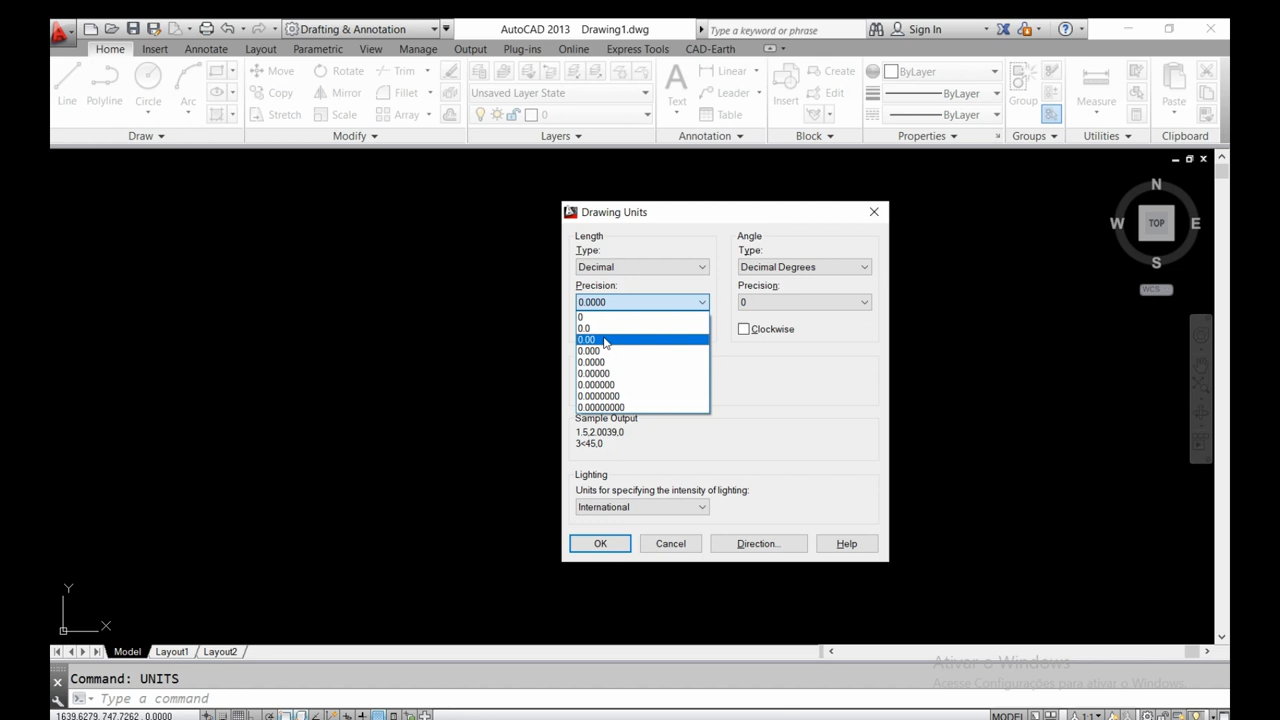 Drafting & Annotation
AutoCAD 2013 Drawing1.dwg
Type a keyword or phrase
Sign In
Home Insert Annotate Layout Parametric View Manage Output Plug-ins Online Express Tools CAD-Earth
Line Polyline Circle Arc
Move Rotate Trim
Copy Mirror Fillet
Stretch Scale Array
Unsaved Layer State
0
Text
Linear
Leader
Table
Insert
Create
Edit
ByLayer
ByLayer
ByLayer
Group
Measure
Paste
Draw Modify Layers Annotation Block Properties Groups Utilities Clipboard
N
W TOP E
S
WCS
Drawing Units
Length
Type:
Decimal
Precision:
0.0000
0
0.0
0.00
0.000
0.0000
0.00000
0.000000
0.0000000
0.00000000
Angle
Type:
Decimal Degrees
Precision:
0
Clockwise
Sample Output
1.5,2.0039,0
3<45,0
Lighting
Units for specifying the intensity of lighting:
International
OK Cancel Direction... Help
Y
X
Model Layout1 Layout2
Ativar o Windows
Acesse Configurações para ativar o Windows.
Command: UNITS
Type a command
1639.6279, 747.7262, 0.0000
MODEL
1:1